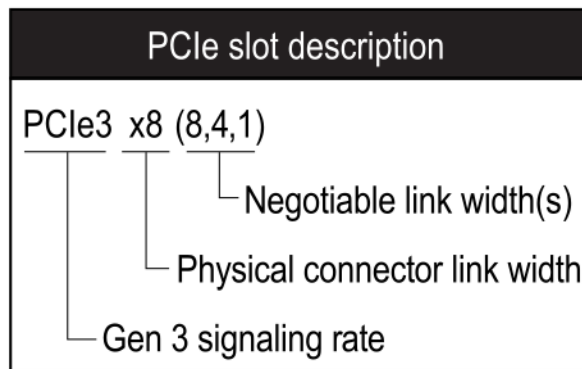 PCIe slot description
PCIe3 x8 (8,4,1)
Negotiable link width(s)
Physical connector link width
Gen 3 signaling rate